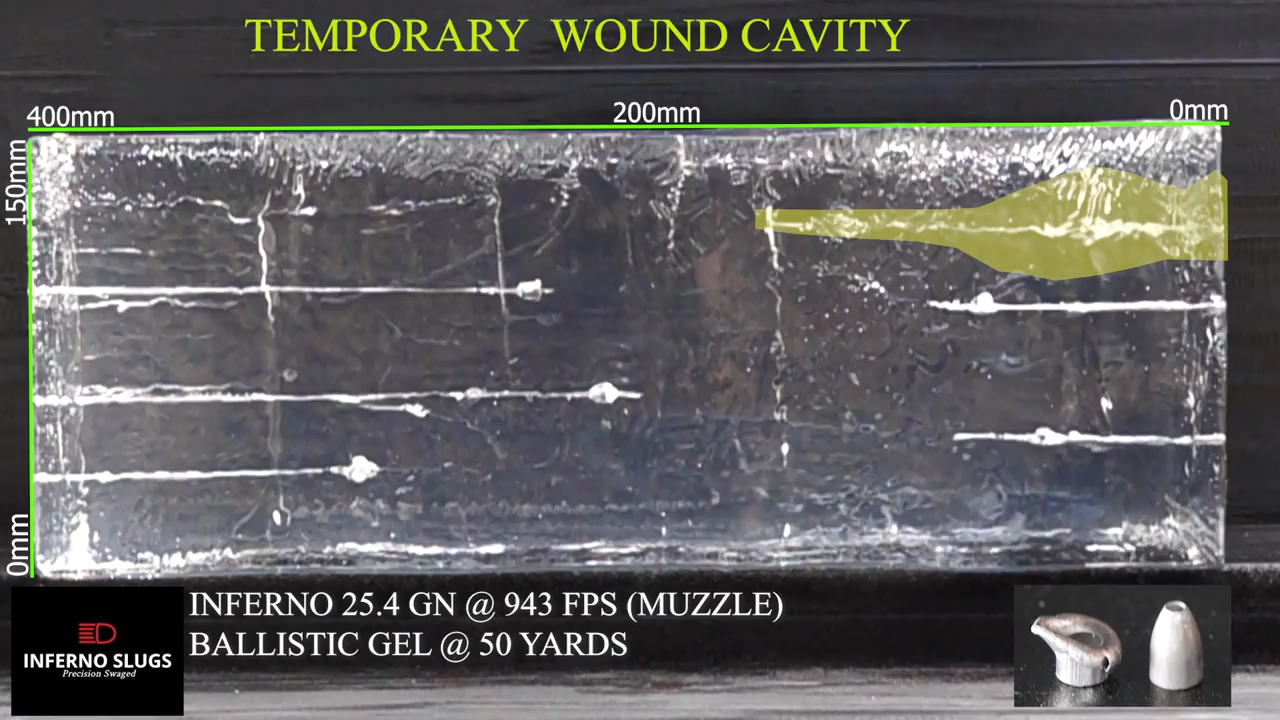 TEMPORARY WOUND CAVITY
400mm
200mm
0mm
150mm
0mm
INFERNO 25.4 GN @ 943 FPS (MUZZLE)
BALLISTIC GEL @ 50 YARDS
INFERNO SLUGS
Precision Swaged